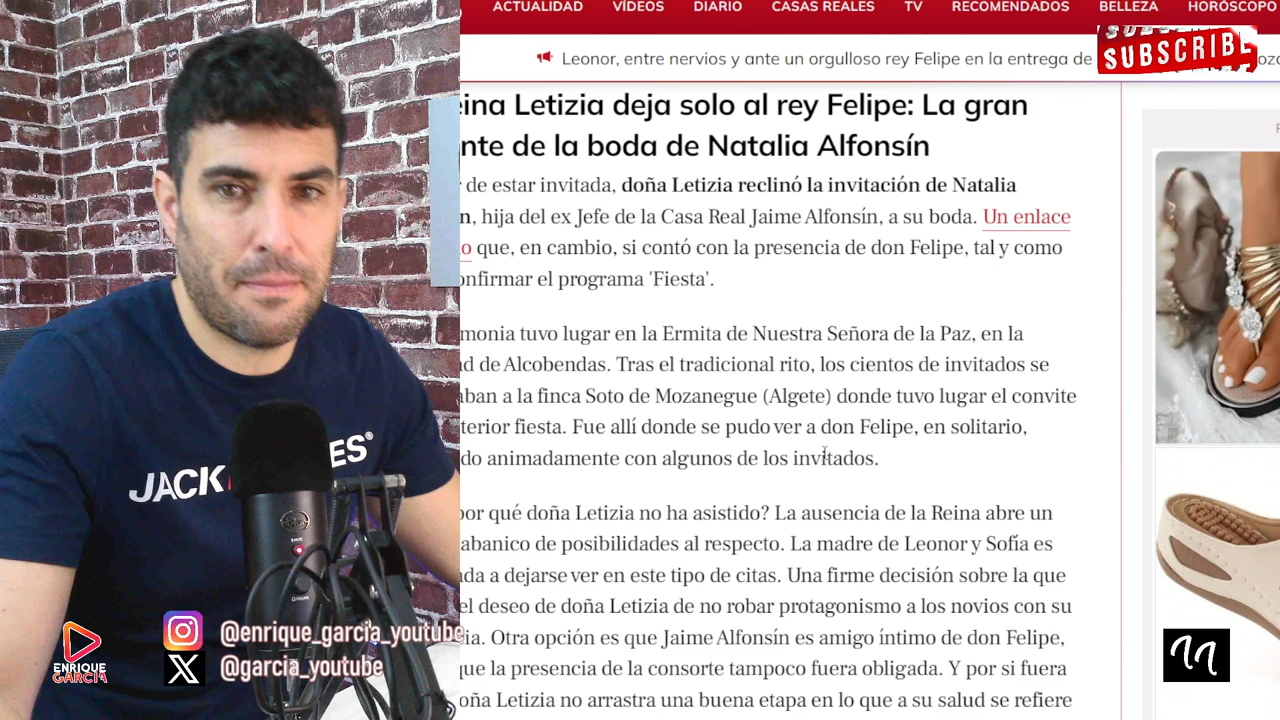 ACTUALIDAD VÍDEOS DIARIO CASAS REALES TV RECOMENDADOS BELLEZA HORÓSCOPO
Leonor, entre nervios y ante un orgulloso rey Felipe en la entrega de
SUBSCRIBE
eina Letizia deja solo al rey Felipe: La gran
nte de la boda de Natalia Alfonsín
de estar invitada, doña Letizia reclinó la invitación de Natalia
n, hija del ex Jefe de la Casa Real Jaime Alfonsín, a su boda. Un enlace
o que, en cambio, si contó con la presencia de don Felipe, tal y como
onfirmar el programa 'Fiesta'.
monia tuvo lugar en la Ermita de Nuestra Señora de la Paz, en la
d de Alcobendas. Tras el tradicional rito, los cientos de invitados se
aban a la finca Soto de Mozanegue (Algete) donde tuvo lugar el convite
terior fiesta. Fue allí donde se pudo ver a don Felipe, en solitario,
do animadamente con algunos de los invitados.
por qué doña Letizia no ha asistido? La ausencia de la Reina abre un
abanico de posibilidades al respecto. La madre de Leonor y Sofía es
da a dejarse ver en este tipo de citas. Una firme decisión sobre la que
el deseo de doña Letizia de no robar protagonismo a los novios con su
ia. Otra opción es que Jaime Alfonsín es amigo íntimo de don Felipe,
que la presencia de la consorte tampoco fuera obligada. Y por si fuera
oña Letizia no arrastra una buena etapa en lo que a su salud se refiere
JACK ES®
@enrique_garcia_youtube
@garcia_youtube
ENRIQUE
GARCIA